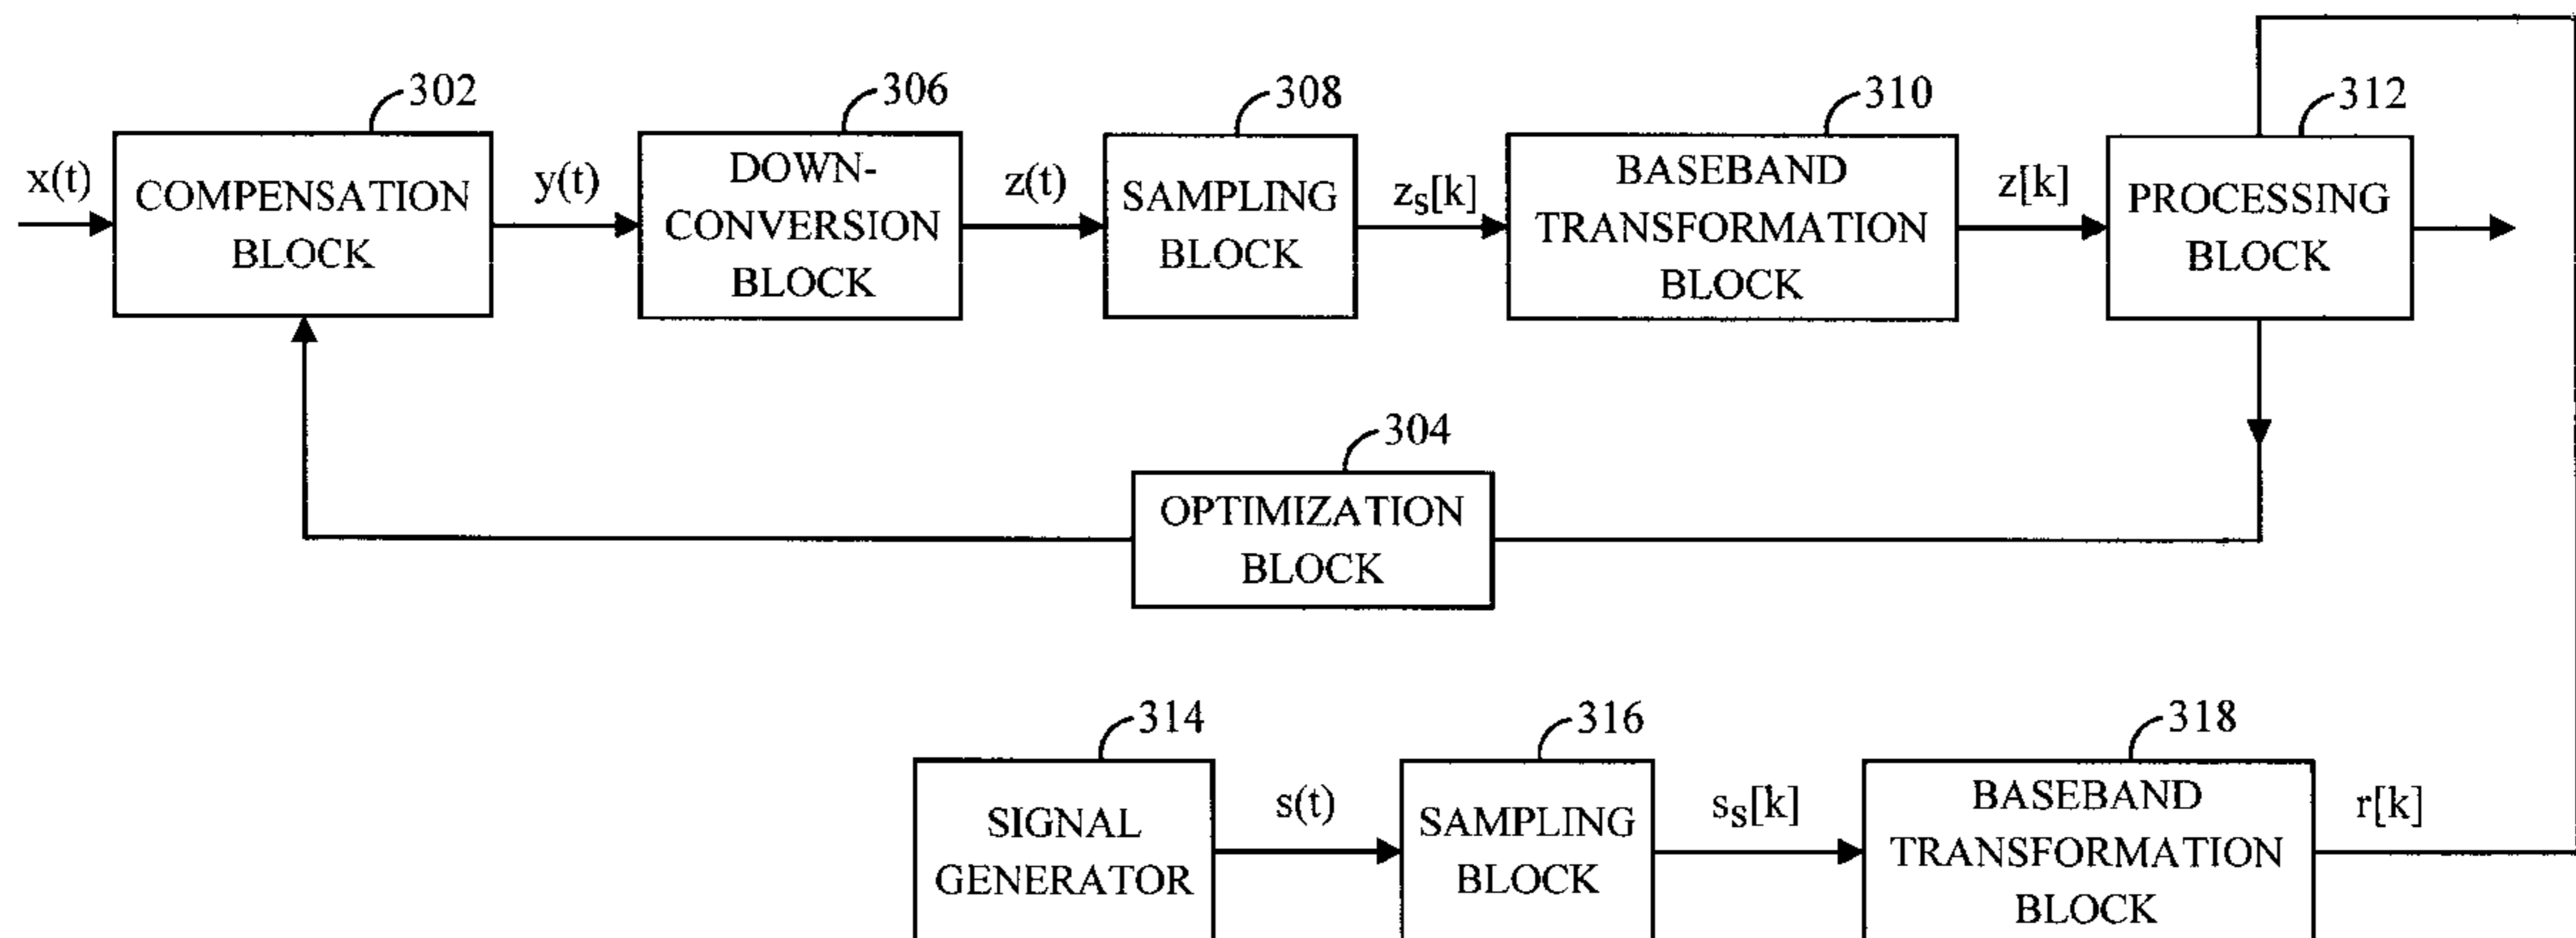 302
306
308
310
312
x(t)
COMPENSATION
BLOCK
y(t)
DOWN-
CONVERSION
BLOCK
z(t)
SAMPLING
BLOCK
zs[k]
BASEBAND
TRANSFORMATION
BLOCK
z[k]
PROCESSING
BLOCK
304
OPTIMIZATION
BLOCK
314
316
318
SIGNAL
GENERATOR
s(t)
SAMPLING
BLOCK
ss[k]
BASEBAND
TRANSFORMATION
BLOCK
r[k]